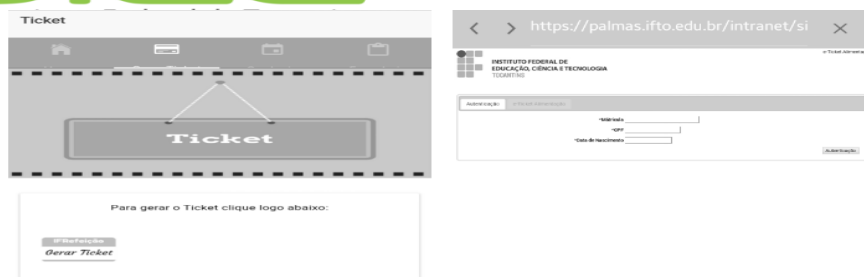 Ticket
Ticket
Para gerar o Ticket clique logo abaixo:
IFRefeição
Gerar Ticket
https://palmas.ifto.edu.br/intranet/si
INSTITUTO FEDERAL DE
EDUCAÇÃO, CIÊNCIA E TECNOLOGIA
TOCANTINS
Autenticação
*Matrícula
*CPF
*Data de Nascimento
Autenticação